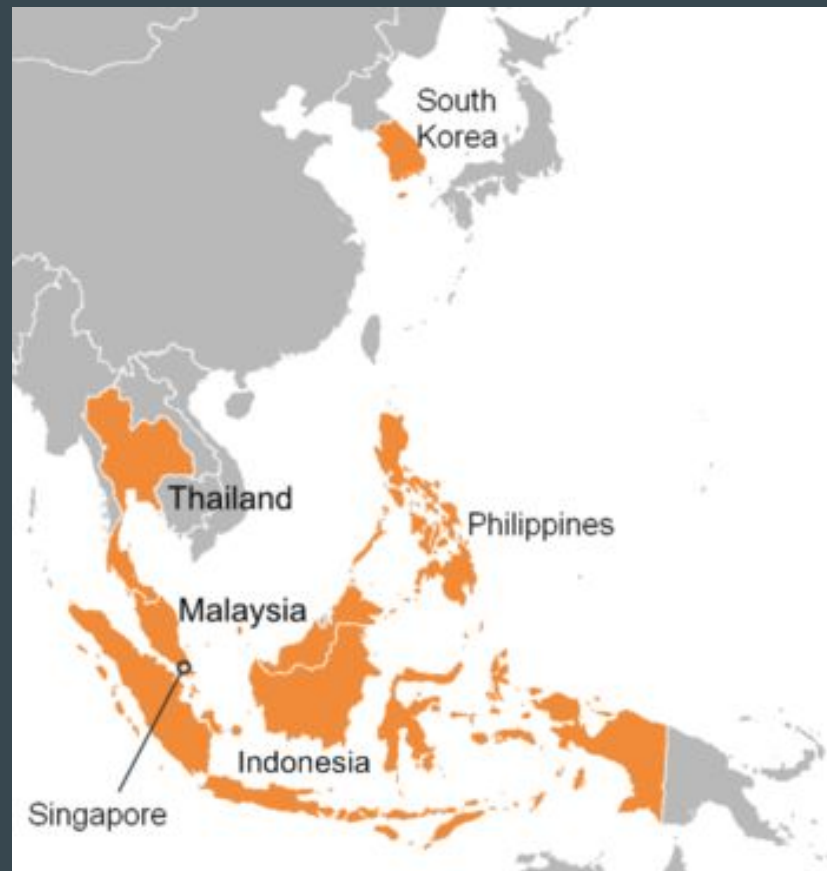 South
Korea
Thailand
Philippines
Malaysia
Indonesia
Singapore